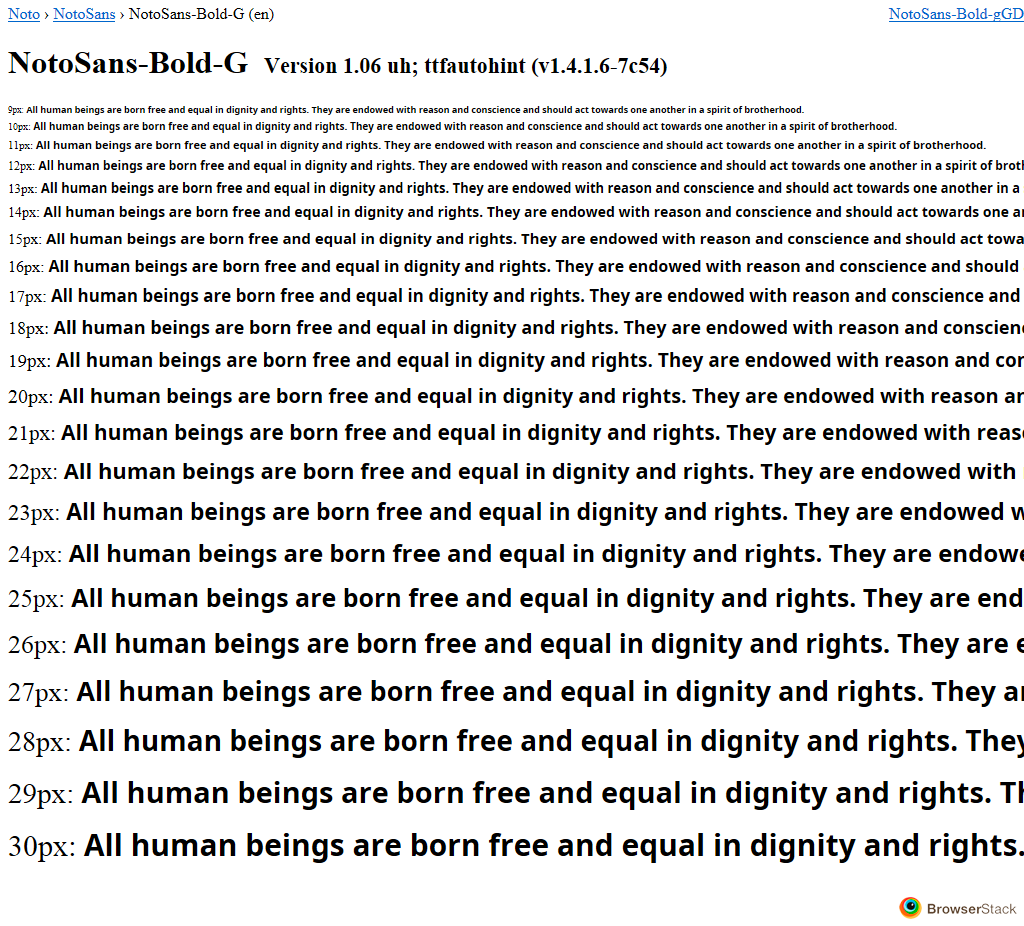 Noto › NotoSans › NotoSans-Bold-G (en) NotoSans-Bold-gGD
NotoSans-Bold-G Version 1.06 uh; ttfautohint (v1.4.1.6-7c54)
9px: All human beings are born free and equal in dignity and rights. They are endowed with reason and conscience and should act towards one another in a spirit of brotherhood.
10px: All human beings are born free and equal in dignity and rights. They are endowed with reason and conscience and should act towards one another in a spirit of brotherhood.
11px: All human beings are born free and equal in dignity and rights. They are endowed with reason and conscience and should act towards one another in a spirit of brotherhood.
12px: All human beings are born free and equal in dignity and rights. They are endowed with reason and conscience and should act towards one another in a spirit of brot
13px: All human beings are born free and equal in dignity and rights. They are endowed with reason and conscience and should act towards one another in a
14px: All human beings are born free and equal in dignity and rights. They are endowed with reason and conscience and should act towards one a
15px: All human beings are born free and equal in dignity and rights. They are endowed with reason and conscience and should act towa
16px: All human beings are born free and equal in dignity and rights. They are endowed with reason and conscience and should
17px: All human beings are born free and equal in dignity and rights. They are endowed with reason and conscience and
18px: All human beings are born free and equal in dignity and rights. They are endowed with reason and conscien
19px: All human beings are born free and equal in dignity and rights. They are endowed with reason and con
20px: All human beings are born free and equal in dignity and rights. They are endowed with reason an
21px: All human beings are born free and equal in dignity and rights. They are endowed with reas
22px: All human beings are born free and equal in dignity and rights. They are endowed with
23px: All human beings are born free and equal in dignity and rights. They are endowed w
24px: All human beings are born free and equal in dignity and rights. They are endowe
25px: All human beings are born free and equal in dignity and rights. They are end
26px: All human beings are born free and equal in dignity and rights. They are e
27px: All human beings are born free and equal in dignity and rights. They ar
28px: All human beings are born free and equal in dignity and rights. They
29px: All human beings are born free and equal in dignity and rights. Th
30px: All human beings are born free and equal in dignity and rights.
BrowserStack